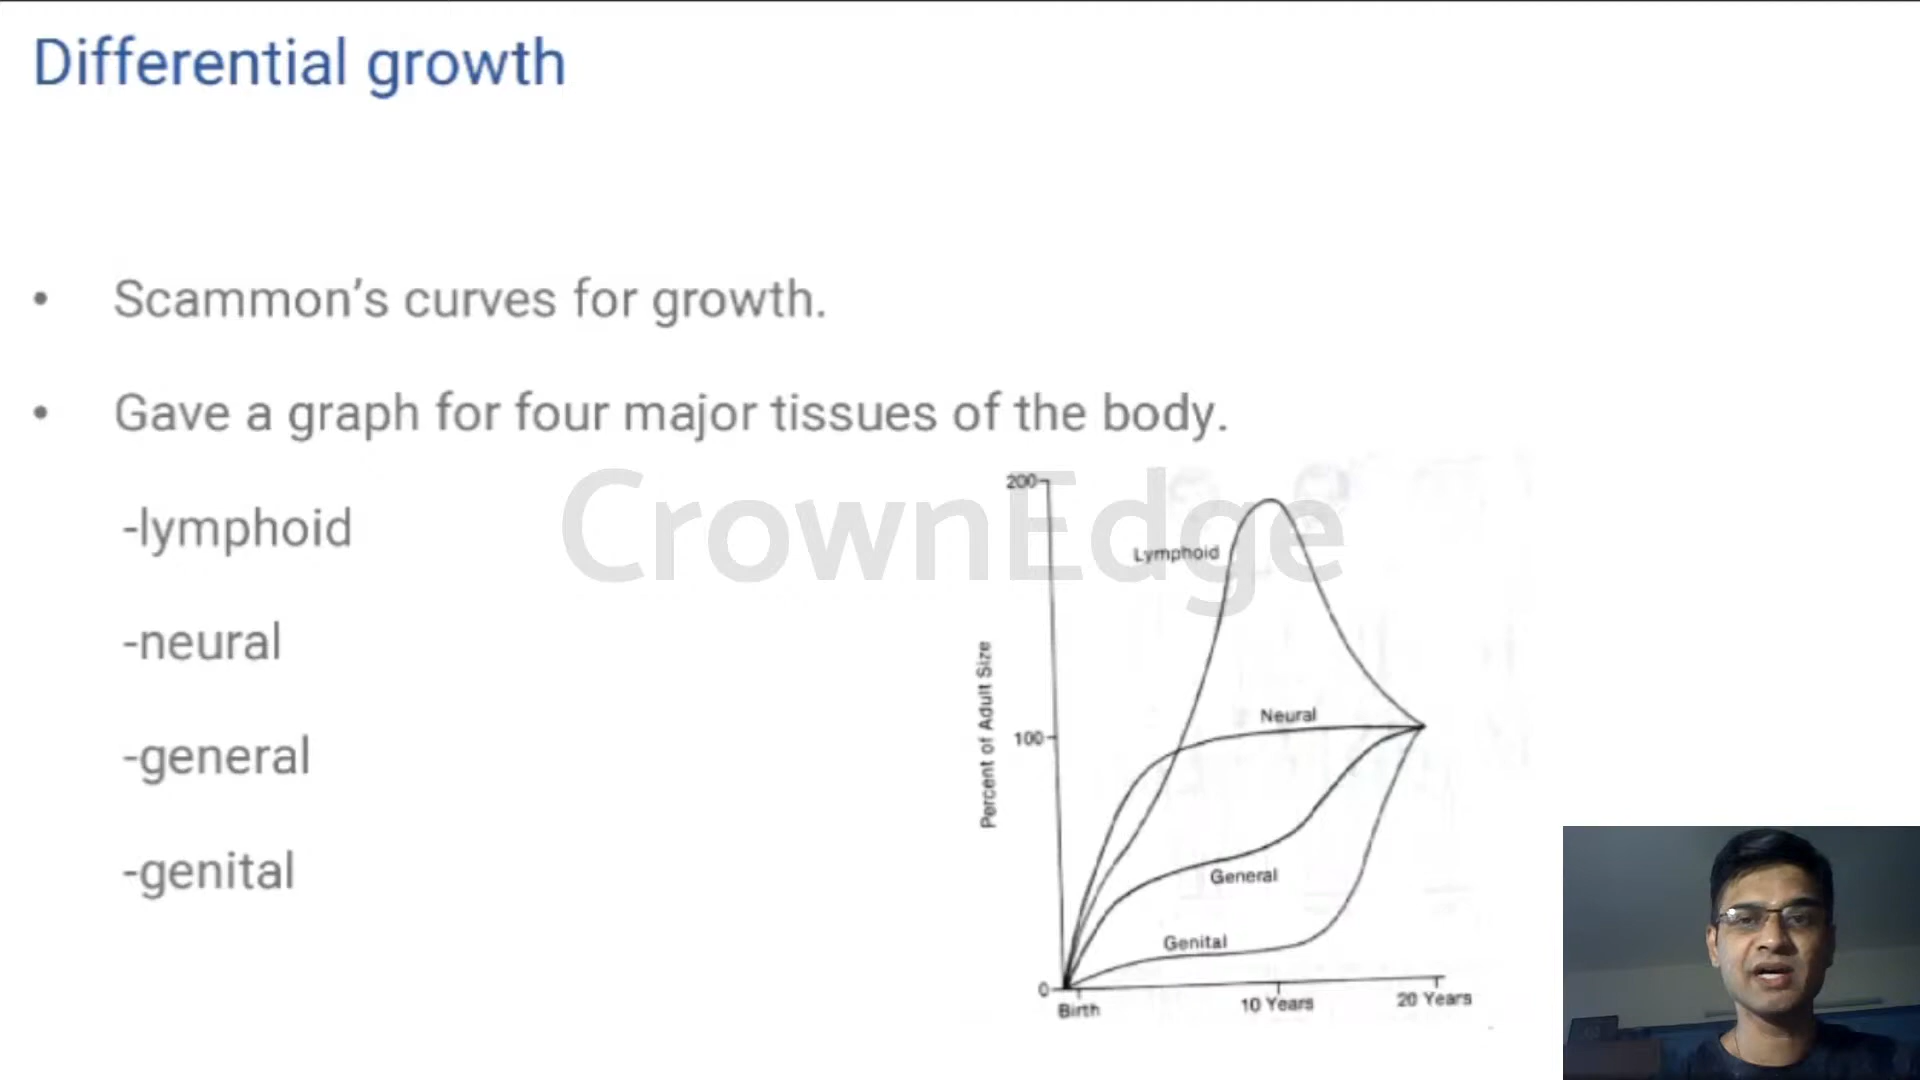 Differential growth
• Scammon's curves for growth.
• Gave a graph for four major tissues of the body.
-lymphoid
-neural
-general
-genital
CrownEdge
200
Lymphoid
Percent of Adult Size
Neural
100
General
Genital
0
Birth
10 Years
20 Years